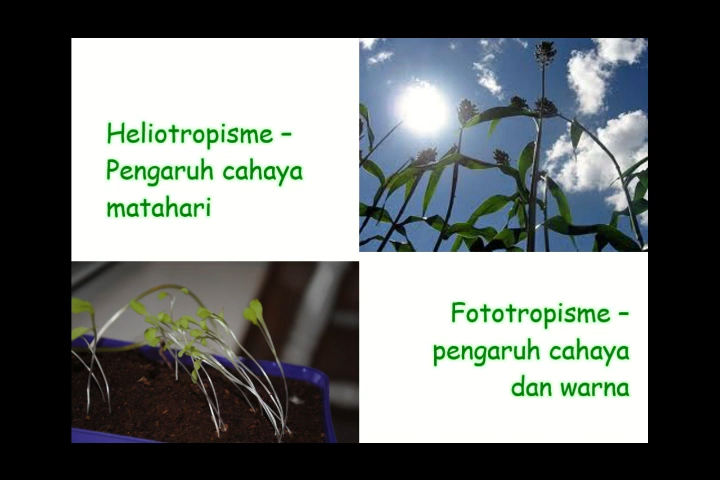 Heliotropisme –
Pengaruh cahaya
matahari
Fototropisme –
pengaruh cahaya
dan warna